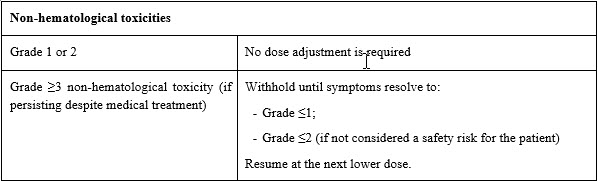 Non-hematological toxicities
Grade 1 or 2
No dose adjustment is required
Grade ≥3 non-hematological toxicity (if
persisting despite medical treatment)
Withhold until symptoms resolve to:
- Grade ≤1;
- Grade ≤2 (if not considered a safety risk for the patient)
Resume at the next lower dose.